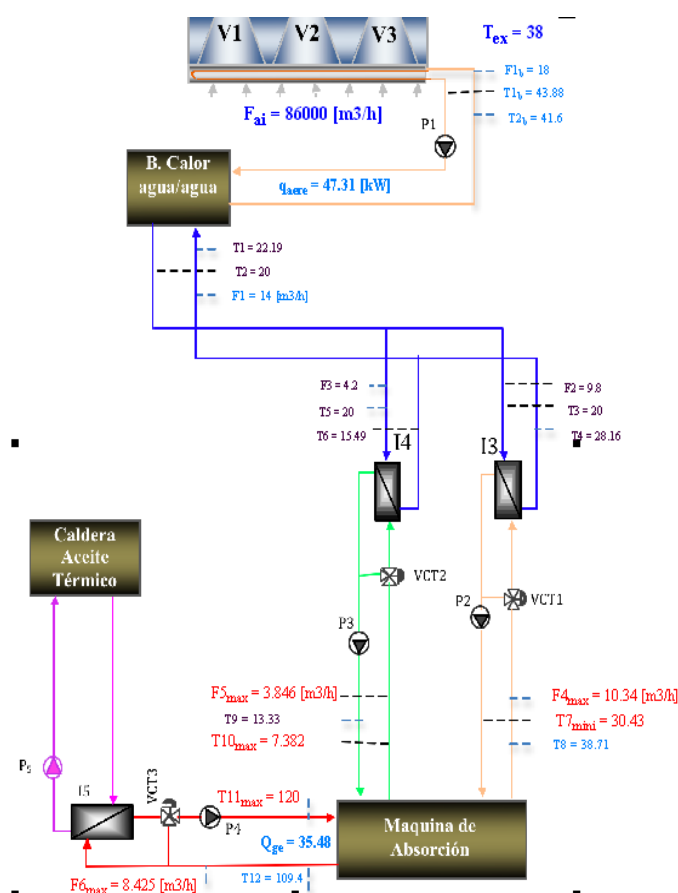 V1 V2 V3
Tex = 38
F1b = 18
T1b = 43.88
T2b = 41.6
Fai = 86000 [m3/h]
P1
B. Calor
agua/agua
qaere = 47.31 [kW]
T1 = 22.19
T2 = 20
F1 = 14 [m3/h]
F3 = 4.2
T5 = 20
T6 = 15.49
F2 = 9.8
T3 = 20
T4 = 28.16
I4
I3
Caldera
Aceite
Térmico
VCT2
VCT1
P3
P2
F5max = 3.846 [m3/h]
T9 = 13.33
T10max = 7.382
F4max = 10.34 [m3/h]
T7mini = 30.43
T8 = 38.71
P5
I5
VCT3
P4
T11max = 120
Qge = 35.48
Maquina de
Absorción
F6max = 8.425 [m3/h]
T12 = 109.4